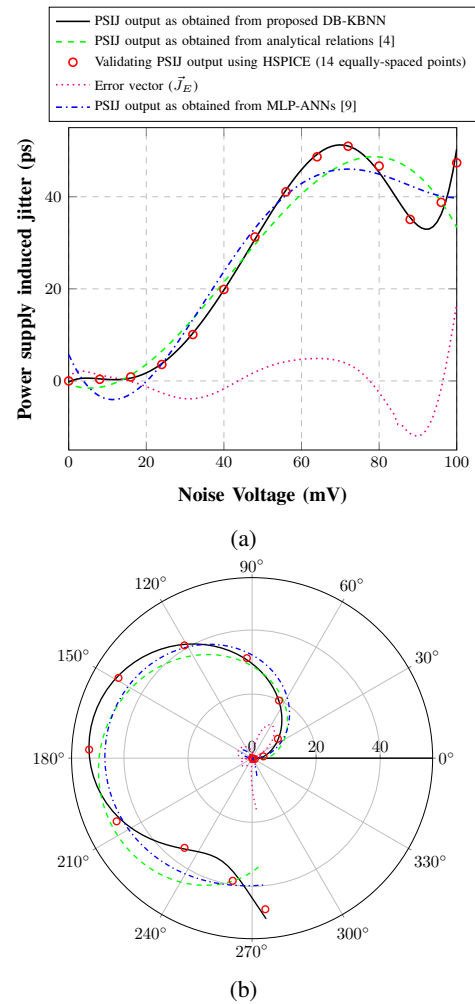 PSIJ output as obtained from proposed DB-KBNN
PSIJ output as obtained from analytical relations [4]
Validating PSIJ output using HSPICE (14 equally-spaced points)
Error vector (J⃗_E)
PSIJ output as obtained from MLP-ANNs [9]
Power supply induced jitter (ps)
40
20
0
0 20 40 60 80 100
Noise Voltage (mV)
(a)
90°
120° 60°
150° 30°
180° 0 20 40 0°
210° 330°
240° 300°
270°
(b)